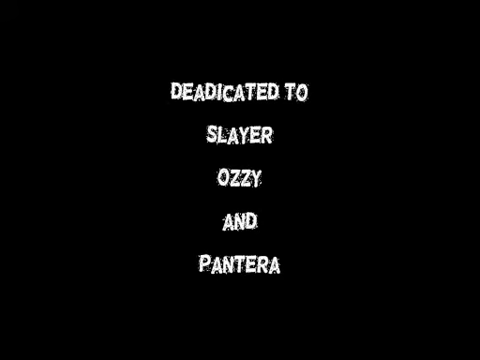 DEADICATED TO
SLAYER
OZZY
AND
PANTERA